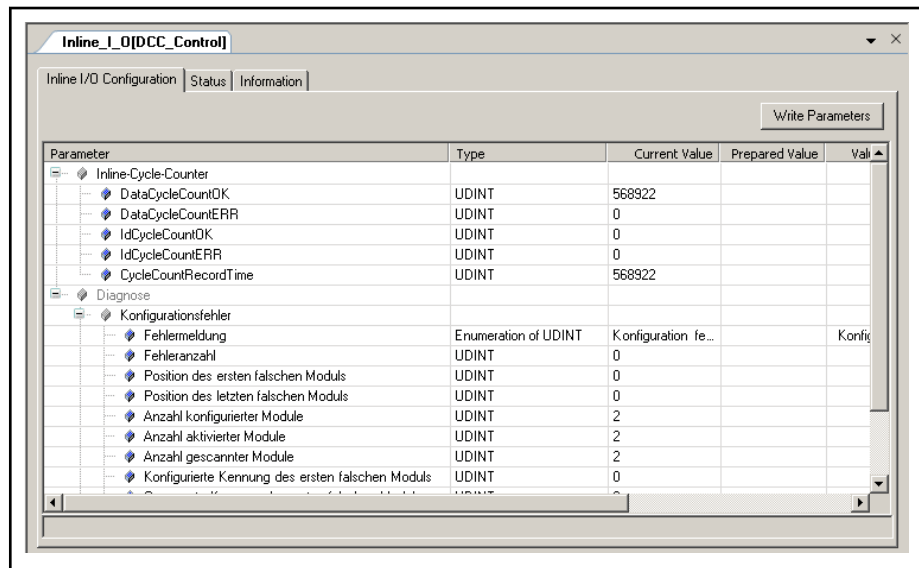 Inline_I_O[DCC_Control]
Inline I/O Configuration Status Information
Write Parameters
Parameter Type Current Value Prepared Value
Inline-Cycle-Counter
DataCycleCountOK UDINT 568922
DataCycleCountERR UDINT 0
IdCycleCountOK UDINT 0
IdCycleCountERR UDINT 0
CycleCountRecordTime UDINT 568922
Diagnose
Konfigurationsfehler
Fehlermeldung Enumeration of UDINT Konfiguration fe...
Fehleranzahl UDINT 0
Position des ersten falschen Moduls UDINT 0
Position des letzten falschen Moduls UDINT 0
Anzahl konfigurierter Module UDINT 2
Anzahl aktivierter Module UDINT 2
Anzahl gescannter Module UDINT 2
Konfigurierte Kennung des ersten falschen Moduls UDINT 0